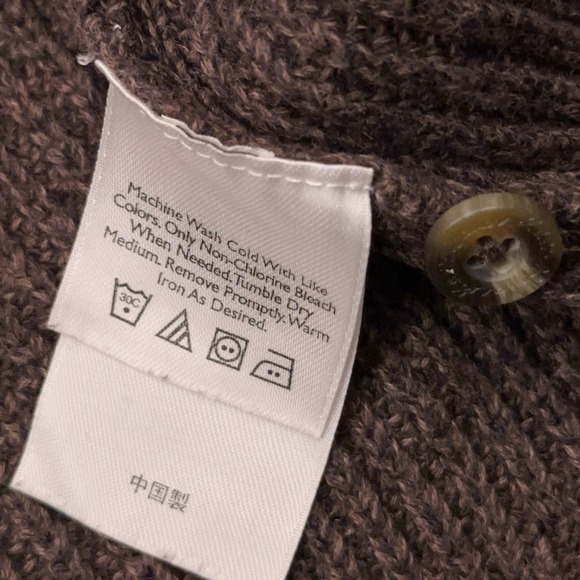 Machine Wash Cold With Like
Colors. Only Non-Chlorine Bleach
When Needed. Tumble Dry
Medium. Remove Promptly. Warm
Iron As Desired.
30C
中国製